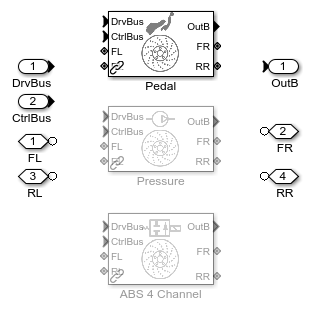 DrvBus
CtrlBus
FL
OutB
FR
RR
Pedal
1
DrvBus
2
CtrlBus
1
FL
3
RL
1
OutB
2
FR
4
RR
DrvBus
CtrlBus
FL
OutB
FR
RR
Pressure
DrvBus
CtrlBus
FL
RL
OutB
FR
RR
ABS 4 Channel